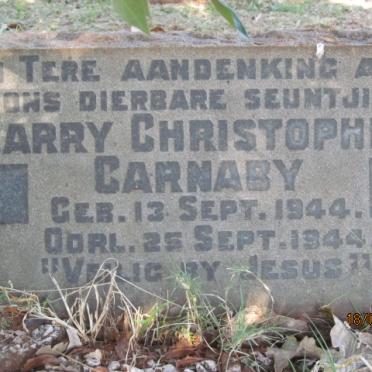 TERE AANDENKING A
ONS DIERBARE SEUNTJI
ARRY CHRISTOPH
CARNABY
GEB. 13 SEPT. 1944.
OORL. 25 SEPT. 1944.
"VEILIG BY JESUS"
18/